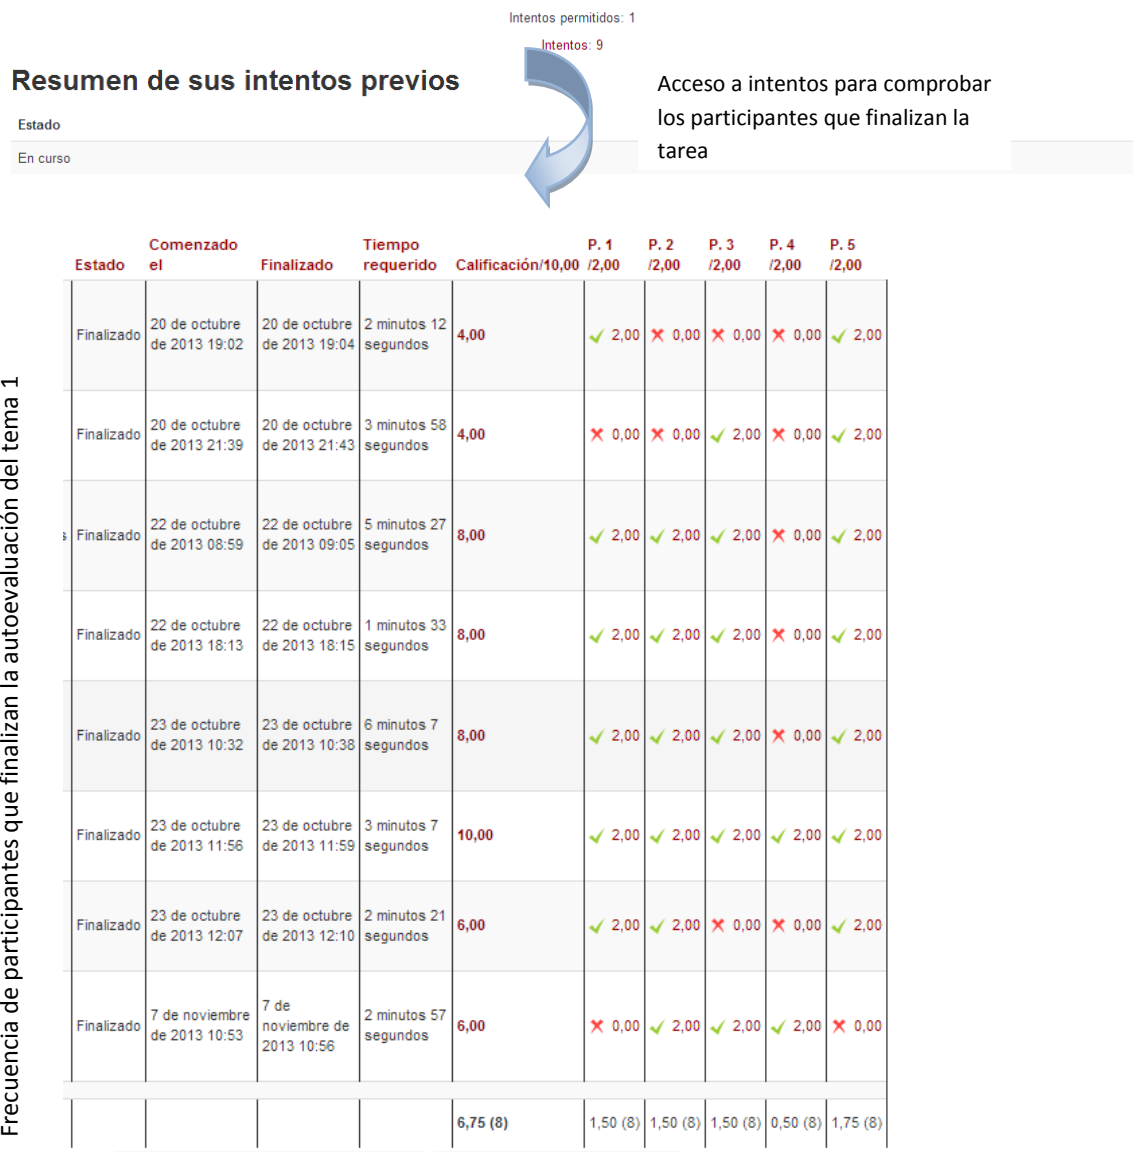 Intentos permitidos: 1
Intentos: 9
Resumen de sus intentos previos
Acceso a intentos para comprobar
los participantes que finalizan la
tarea
Estado
En curso
Frecuencia de participantes que finalizan la autoevaluación del tema 1
Estado Comenzado el Finalizado Tiempo requerido Calificación/10,00 P. 1 /2,00 P. 2 /2,00 P. 3 /2,00 P. 4 /2,00 P. 5 /2,00
Finalizado 20 de octubre de 2013 19:02 20 de octubre de 2013 19:04 2 minutos 12 segundos 4,00 ✓ 2,00 ✗ 0,00 ✗ 0,00 ✗ 0,00 ✓ 2,00
Finalizado 20 de octubre de 2013 21:39 20 de octubre de 2013 21:43 3 minutos 58 segundos 4,00 ✗ 0,00 ✗ 0,00 ✓ 2,00 ✗ 0,00 ✓ 2,00
s Finalizado 22 de octubre de 2013 08:59 22 de octubre de 2013 09:05 5 minutos 27 segundos 8,00 ✓ 2,00 ✓ 2,00 ✓ 2,00 ✗ 0,00 ✓ 2,00
Finalizado 22 de octubre de 2013 18:13 22 de octubre de 2013 18:15 1 minutos 33 segundos 8,00 ✓ 2,00 ✓ 2,00 ✓ 2,00 ✗ 0,00 ✓ 2,00
Finalizado 23 de octubre de 2013 10:32 23 de octubre de 2013 10:38 6 minutos 7 segundos 8,00 ✓ 2,00 ✓ 2,00 ✓ 2,00 ✗ 0,00 ✓ 2,00
Finalizado 23 de octubre de 2013 11:56 23 de octubre de 2013 11:59 3 minutos 7 segundos 10,00 ✓ 2,00 ✓ 2,00 ✓ 2,00 ✓ 2,00 ✓ 2,00
Finalizado 23 de octubre de 2013 12:07 23 de octubre de 2013 12:10 2 minutos 21 segundos 6,00 ✓ 2,00 ✓ 2,00 ✗ 0,00 ✗ 0,00 ✓ 2,00
Finalizado 7 de noviembre de 2013 10:53 7 de noviembre de 2013 10:56 2 minutos 57 segundos 6,00 ✗ 0,00 ✓ 2,00 ✓ 2,00 ✓ 2,00 ✗ 0,00
6,75 (8) 1,50 (8) 1,50 (8) 1,50 (8) 0,50 (8) 1,75 (8)